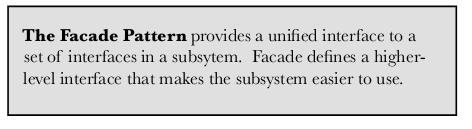 The Facade Pattern provides a unified interface to a
set of interfaces in a subsytem. Facade defines a higher-
level interface that makes the subsystem easier to use.